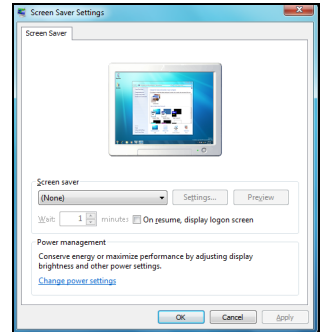 Screen Saver Settings
Screen Saver
Screen saver
(None)
Settings...
Preview
Wait:
1
minutes
On resume, display logon screen
Power management
Conserve energy or maximize performance by adjusting display
brightness and other power settings.
Change power settings
OK
Cancel
Apply